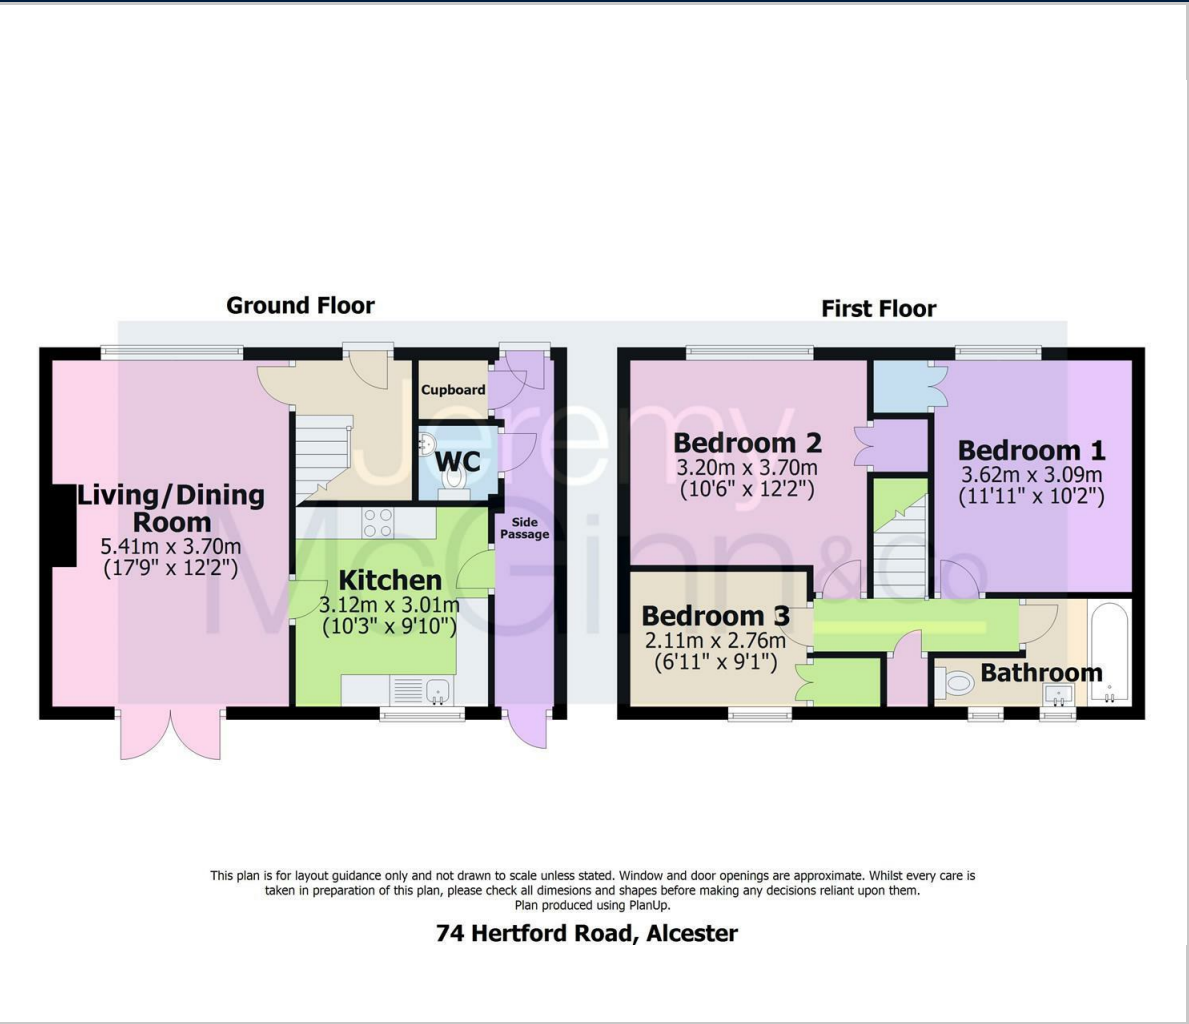 Ground Floor
First Floor
Cupboard
WC
Living/Dining
Room
5.41m x 3.70m
(17'9" x 12'2")
Side
Passage
Kitchen
3.12m x 3.01m
(10'3" x 9'10")
Bedroom 2
3.20m x 3.70m
(10'6" x 12'2")
Bedroom 1
3.62m x 3.09m
(11'11" x 10'2")
Bedroom 3
2.11m x 2.76m
(6'11" x 9'1")
Bathroom
Jeremy
McGinn &Co
This plan is for layout guidance only and not drawn to scale unless stated. Window and door openings are approximate. Whilst every care is
taken in preparation of this plan, please check all dimesions and shapes before making any decisions reliant upon them.
Plan produced using PlanUp.
74 Hertford Road, Alcester